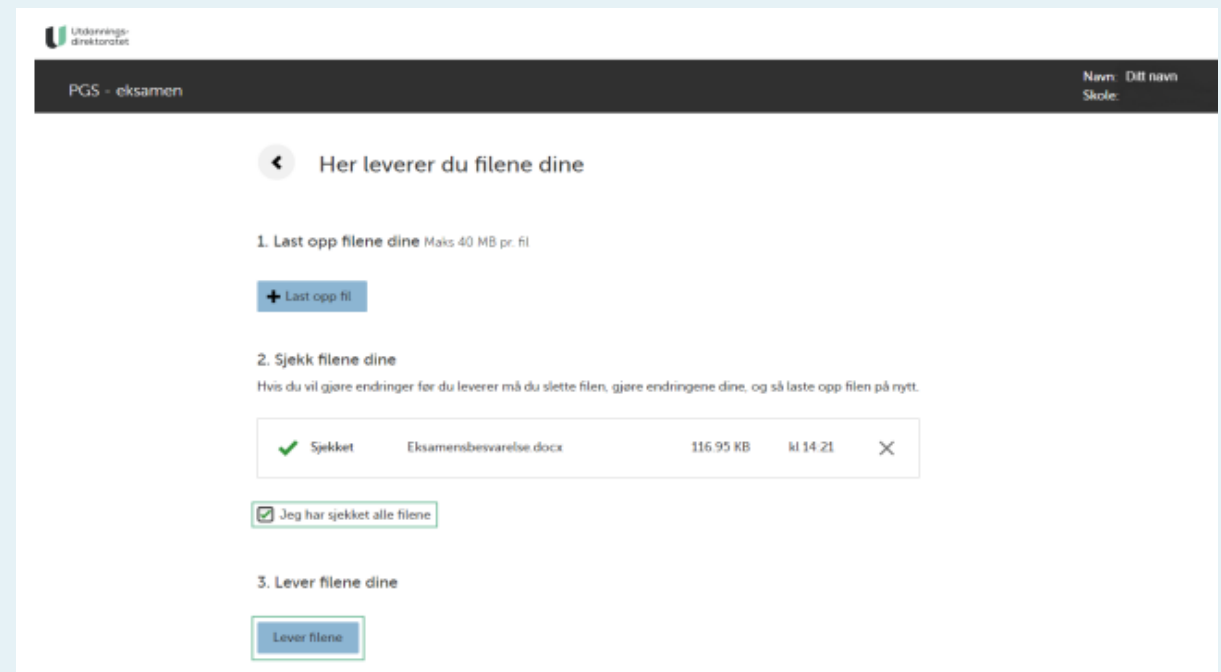 Utdannings-
direktoratet
PGS - eksamen
Navn: Ditt navn
Skole:
Her leverer du filene dine
1. Last opp filene dine Maks 40 MB pr. fil
Last opp fil
2. Sjekk filene dine
Hvis du vil gjøre endringer før du leverer må du slette filen, gjøre endringene dine, og så laste opp filen på nytt.
Sjekket Eksamensbesvarelse.docx 116.95 KB kl 14:21
Jeg har sjekket alle filene
3. Lever filene dine
Lever filene